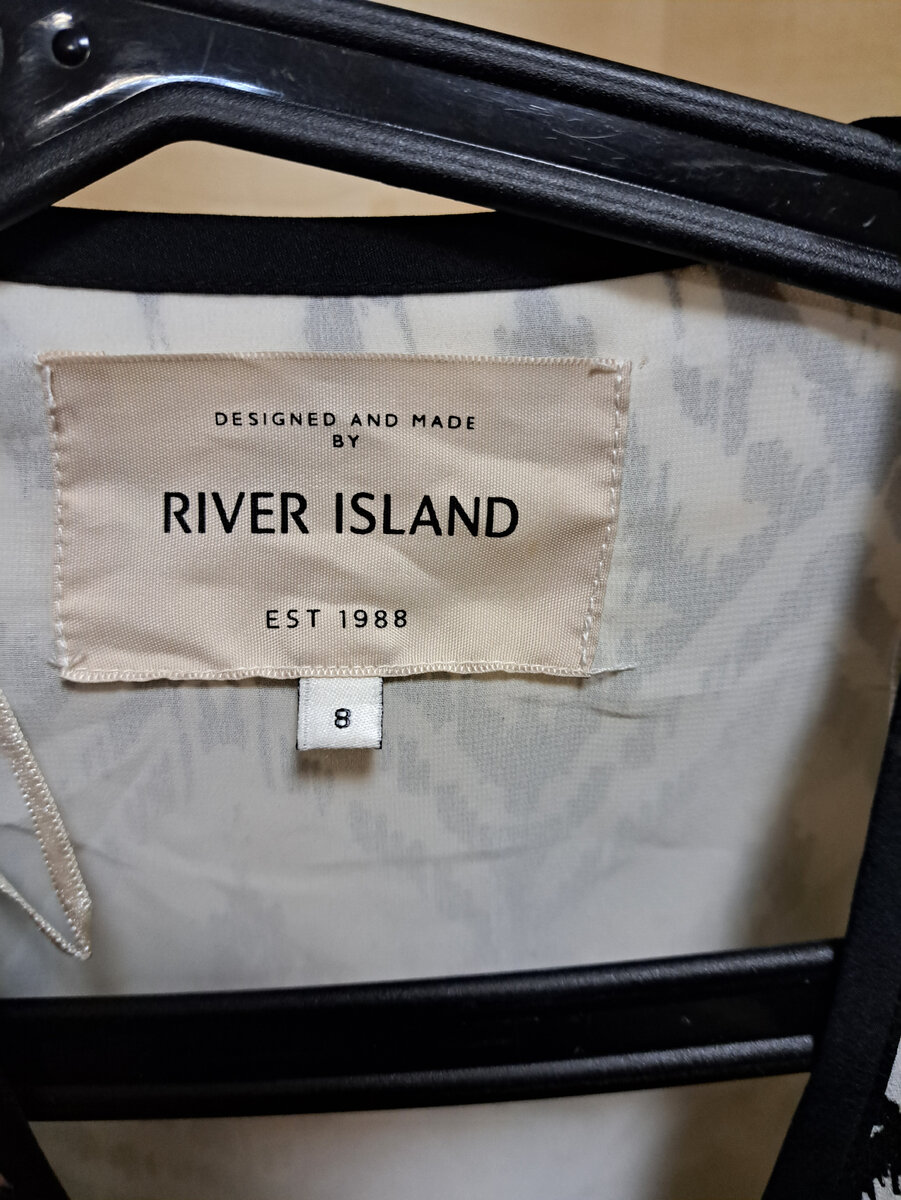 DESIGNED AND MADE
BY
RIVER ISLAND
EST 1988
8